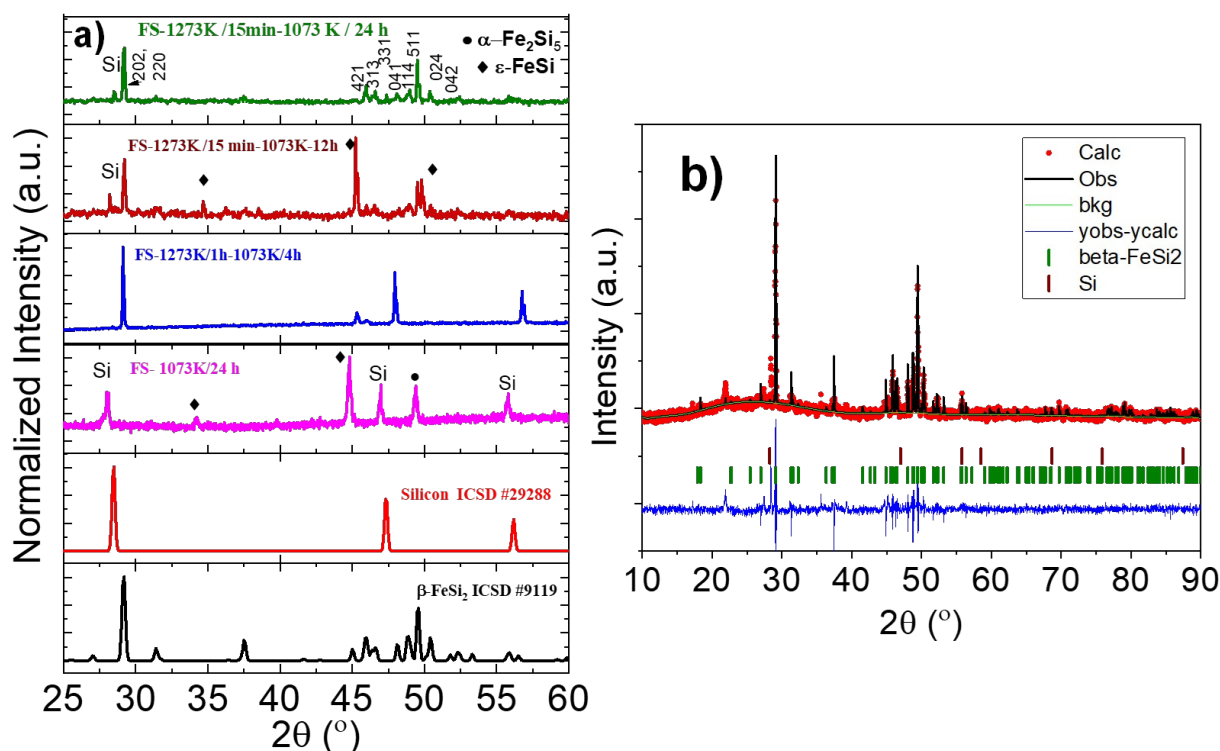 a)
FS-1273K /15min-1073 K / 24 h
● α–Fe₂Si₅
◆ ε-FeSi
Si
202,
220
421
313
331
041
114
511
024
042
FS-1273K /15 min-1073K-12h
Si
FS-1273K/1h-1073K/4h
FS- 1073K/24 h
Si
Si
Si
Silicon ICSD #29288
β-FeSi₂ ICSD #9119
Normalized Intensity (a.u.)
25 30 35 40 45 50 55 60
2θ (°)
b)
Calc
Obs
bkg
yobs-ycalc
beta-FeSi2
Si
Intensity (a.u.)
10 20 30 40 50 60 70 80 90
2θ (°)